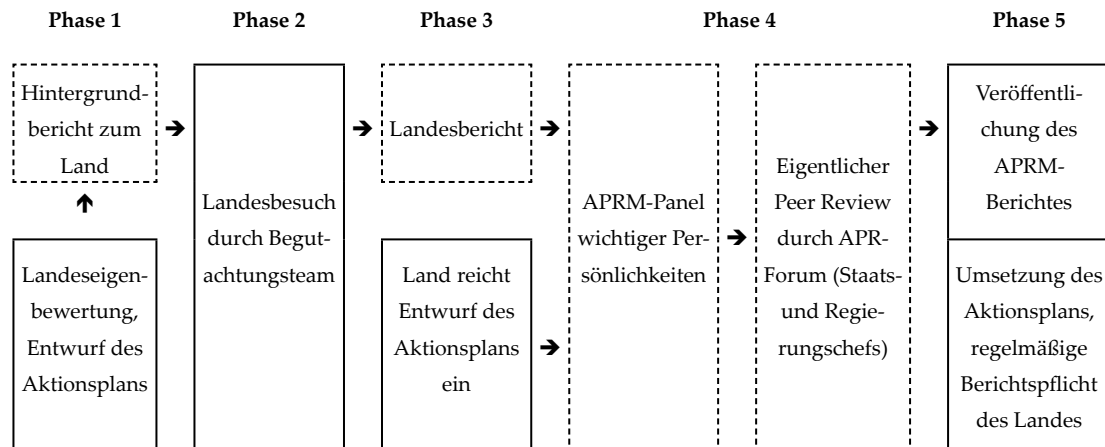 Phase 1
Phase 2
Phase 3
Phase 4
Phase 5
Hintergrund-
bericht zum
Land
Landeseigen-
bewertung,
Entwurf des
Aktionsplans
Landesbesuch
durch Begut-
achtungsteam
Landesbericht
Land reicht
Entwurf des
Aktionsplans
ein
APRM-Panel
wichtiger Per-
sönlichkeiten
Eigentlicher
Peer Review
durch APR-
Forum (Staats-
und Regie-
rungschefs)
Veröffentli-
chung des
APRM-
Berichtes
Umsetzung des
Aktionsplans,
regelmäßige
Berichtspflicht
des Landes